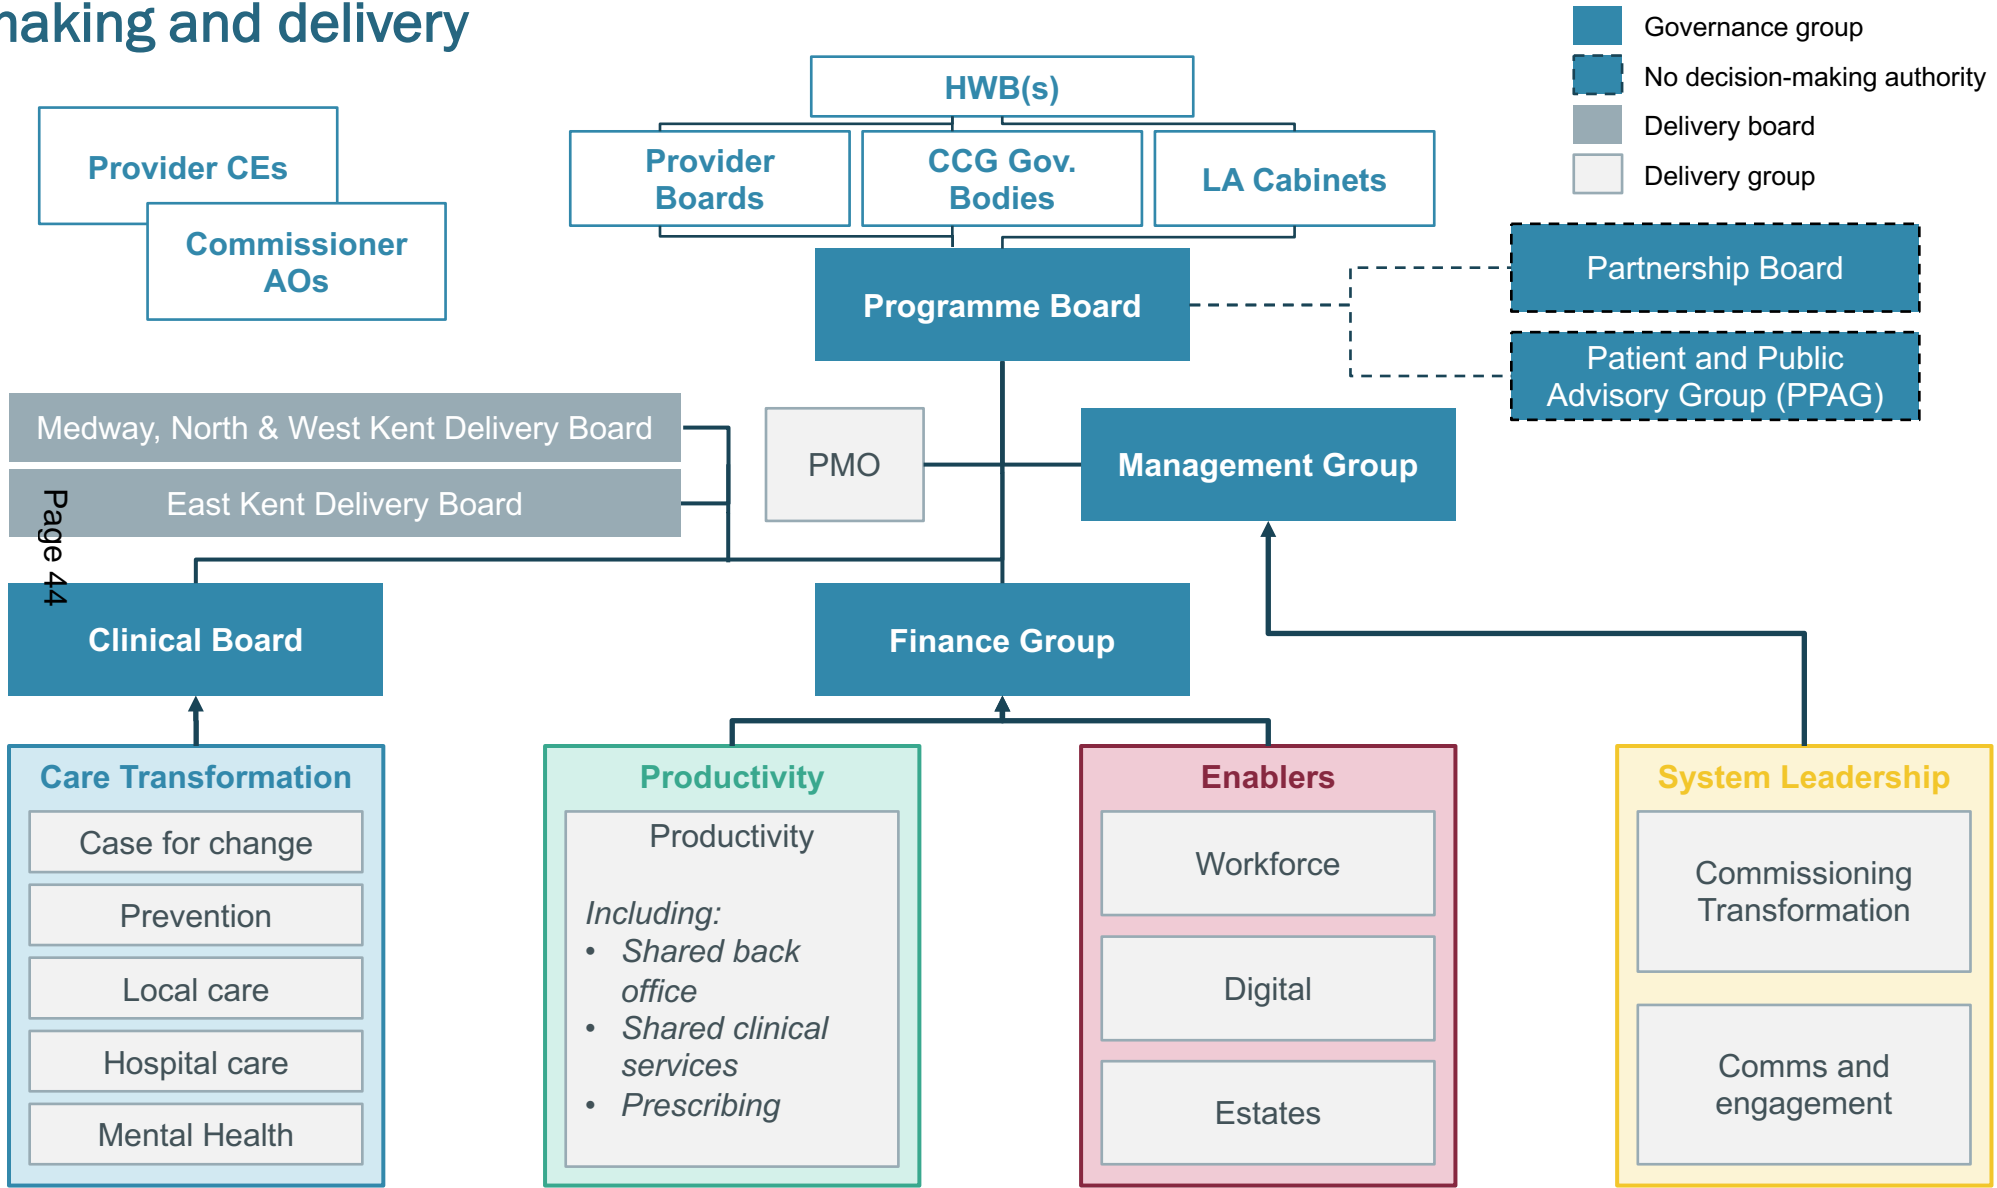 making and delivery
Governance group
No decision-making authority
Delivery board
Delivery group
HWB(s)
Provider
Boards
CCG Gov.
Bodies
LA Cabinets
Provider CEs
Commissioner
AOs
Programme Board
Partnership Board
Patient and Public
Advisory Group (PPAG)
Medway, North & West Kent Delivery Board
East Kent Delivery Board
PMO
Management Group
Page 44
Clinical Board
Finance Group
Care Transformation
Case for change
Prevention
Local care
Hospital care
Mental Health
Productivity
Productivity
Including:
• Shared back
office
• Shared clinical
services
• Prescribing
Enablers
Workforce
Digital
Estates
System Leadership
Commissioning
Transformation
Comms and
engagement